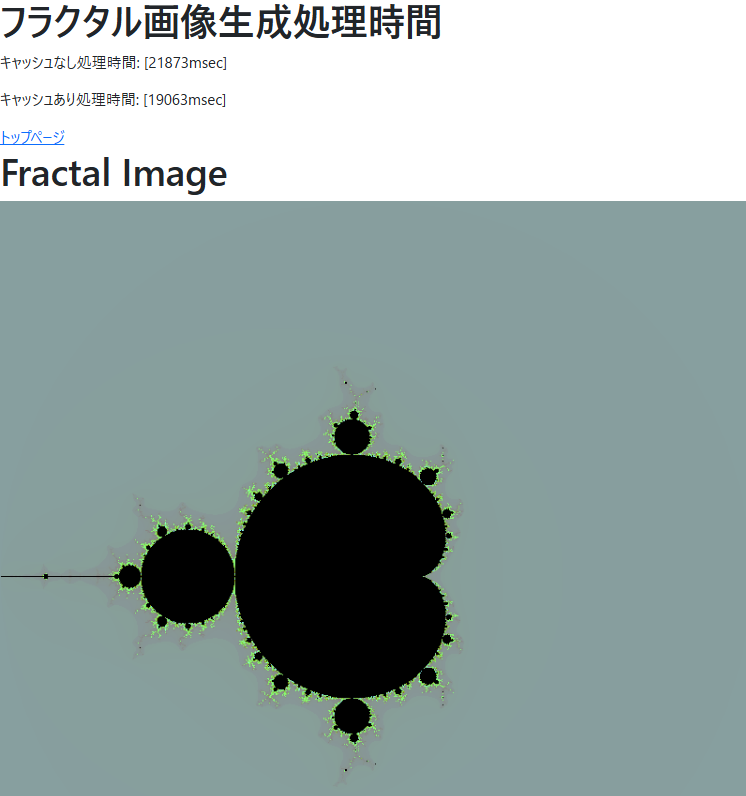 フラクタル画像生成処理時間
キャッシュなし処理時間: [21873msec]
キャッシュあり処理時間: [19063msec]
トップページ
Fractal Image